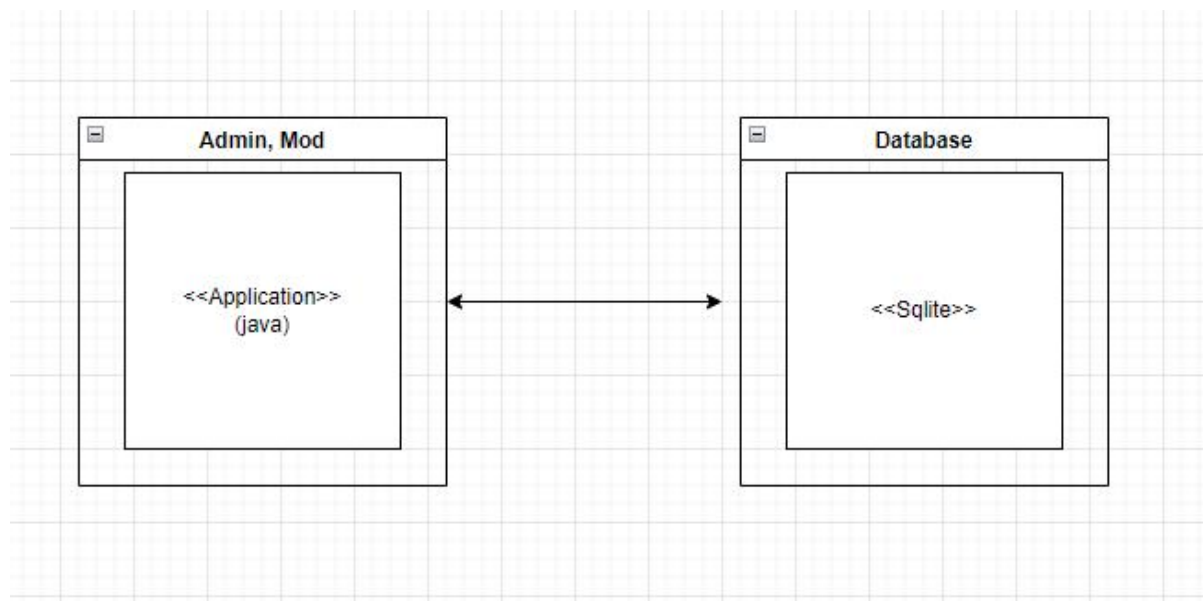 Admin, Mod
<<Application>>
(java)
Database
<<Sqlite>>